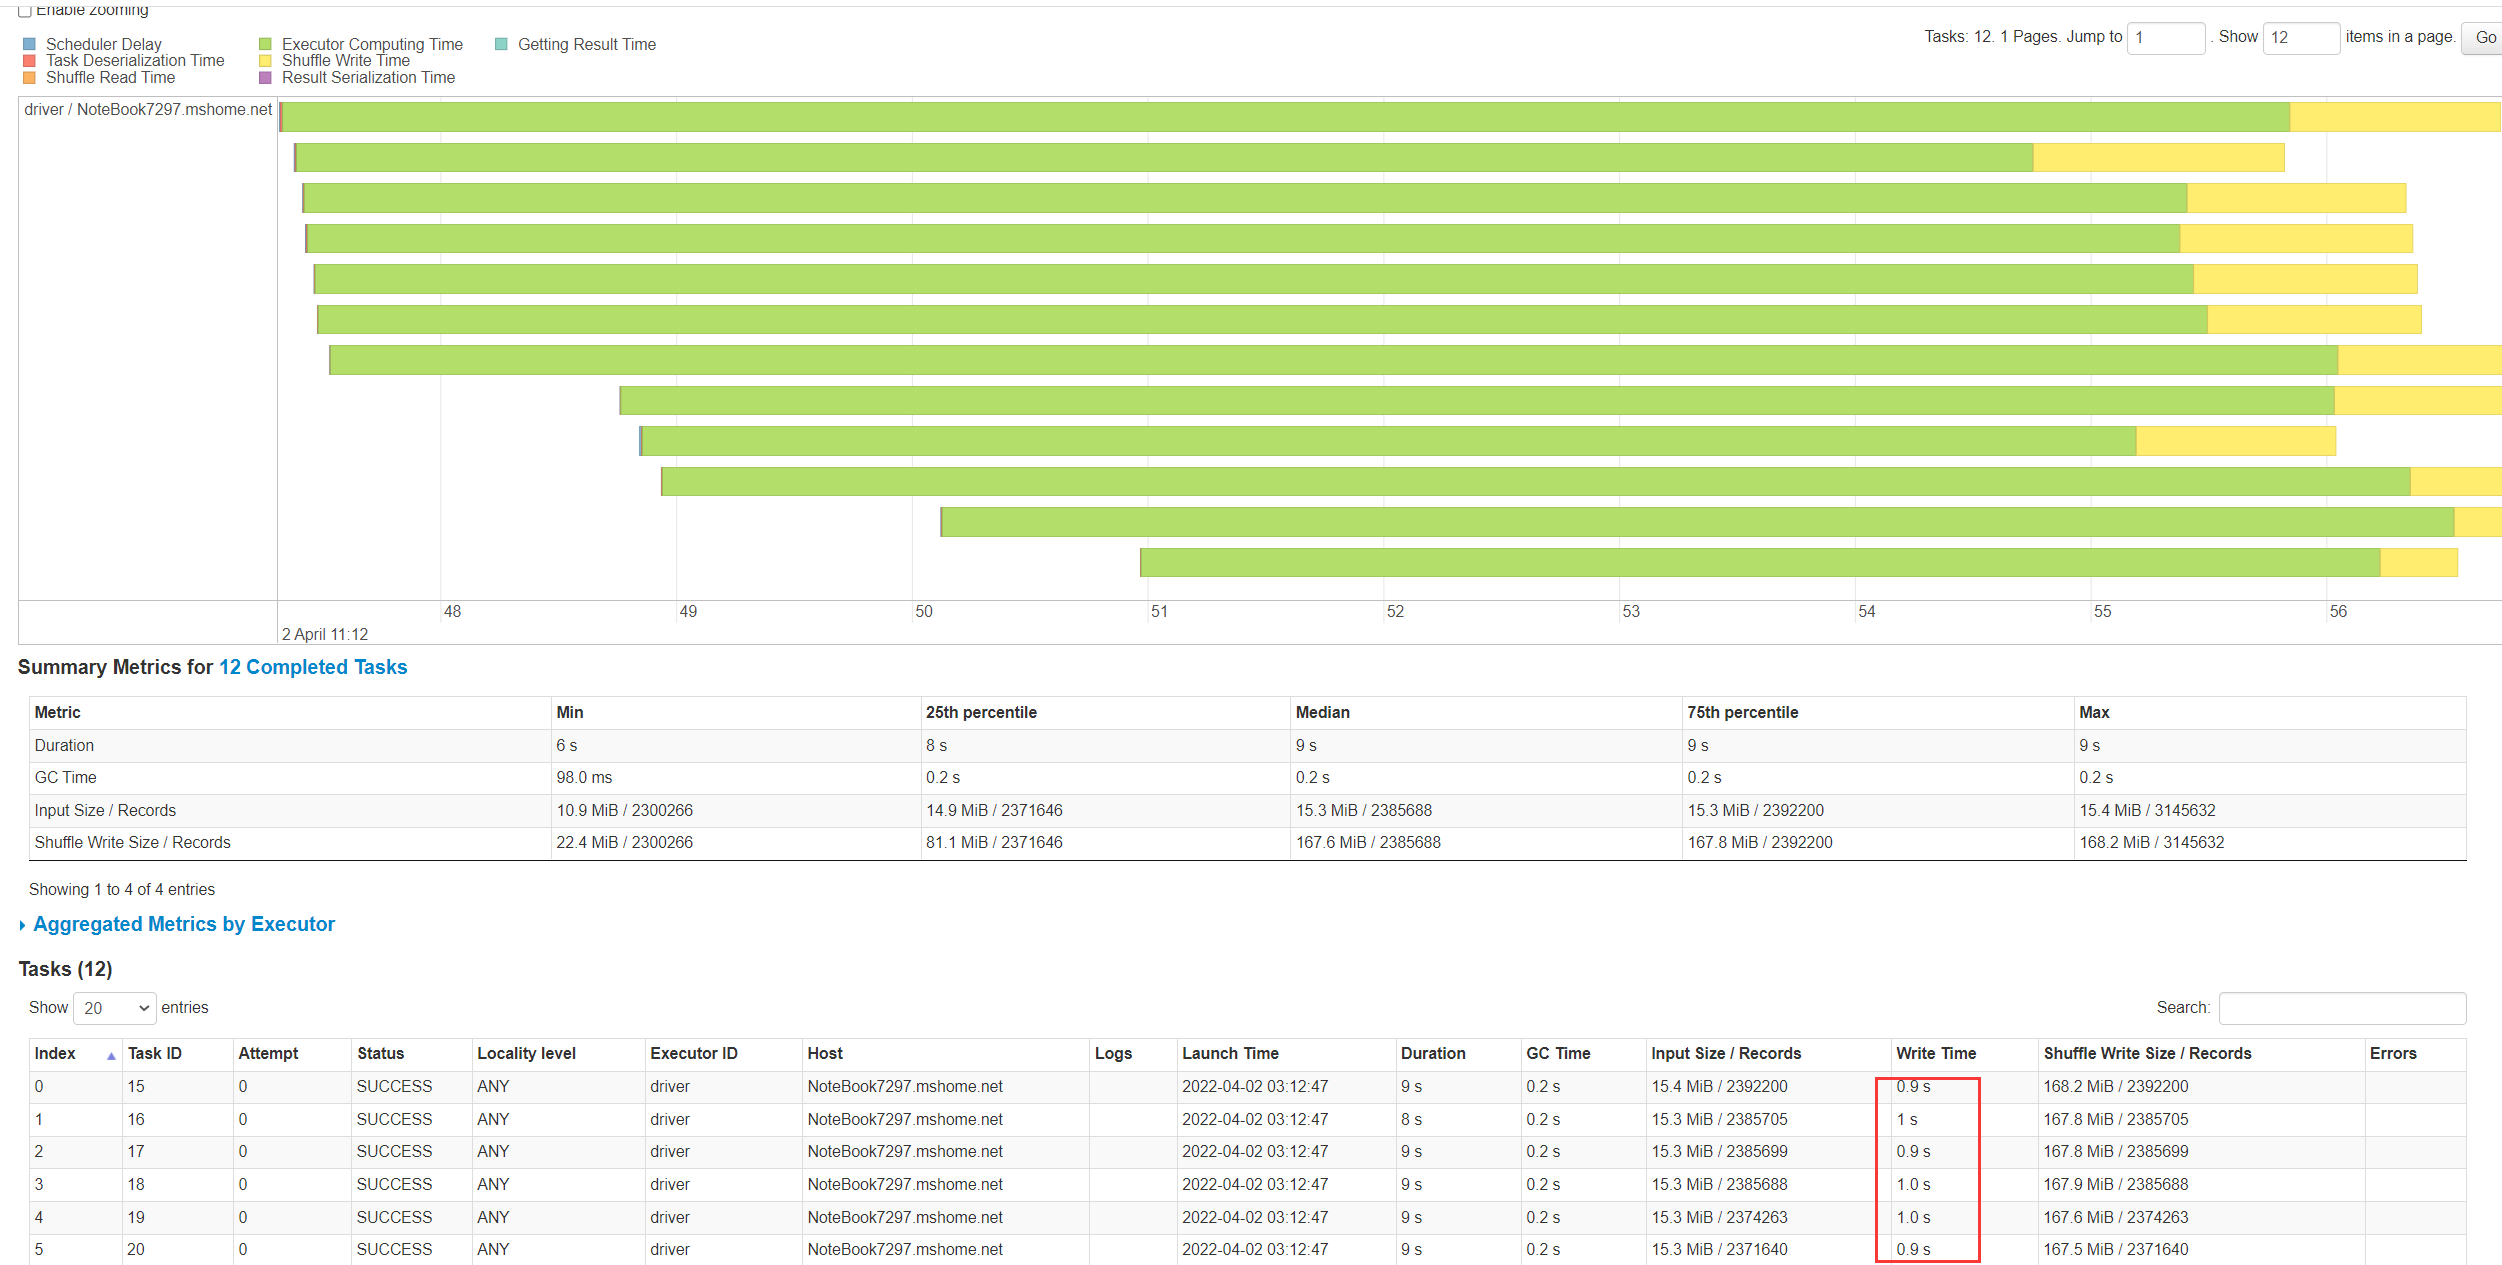 Enable zooming
Tasks: 12. 1 Pages. Jump to 1 . Show 12 items in a page. Go
Scheduler Delay Executor Computing Time Getting Result Time
Task Deserialization Time Shuffle Write Time
Shuffle Read Time Result Serialization Time
driver / NoteBook7297.mshome.net
48 49 50 51 52 53 54 55 56
2 April 11:12
Summary Metrics for 12 Completed Tasks
Metric Min 25th percentile Median 75th percentile Max
Duration 6 s 8 s 9 s 9 s 9 s
GC Time 98.0 ms 0.2 s 0.2 s 0.2 s 0.2 s
Input Size / Records 10.9 MiB / 2300266 14.9 MiB / 2371646 15.3 MiB / 2385688 15.3 MiB / 2392200 15.4 MiB / 3145632
Shuffle Write Size / Records 22.4 MiB / 2300266 81.1 MiB / 2371646 167.6 MiB / 2385688 167.8 MiB / 2392200 168.2 MiB / 3145632
Showing 1 to 4 of 4 entries
Aggregated Metrics by Executor
Tasks (12)
Show 20 entries Search:
Index Task ID Attempt Status Locality level Executor ID Host Logs Launch Time Duration GC Time Input Size / Records Write Time Shuffle Write Size / Records Errors
0 15 0 SUCCESS ANY driver NoteBook7297.mshome.net 2022-04-02 03:12:47 9 s 0.2 s 15.4 MiB / 2392200 0.9 s 168.2 MiB / 2392200
1 16 0 SUCCESS ANY driver NoteBook7297.mshome.net 2022-04-02 03:12:47 8 s 0.2 s 15.3 MiB / 2385705 1 s 167.8 MiB / 2385705
2 17 0 SUCCESS ANY driver NoteBook7297.mshome.net 2022-04-02 03:12:47 9 s 0.2 s 15.3 MiB / 2385699 0.9 s 167.8 MiB / 2385699
3 18 0 SUCCESS ANY driver NoteBook7297.mshome.net 2022-04-02 03:12:47 9 s 0.2 s 15.3 MiB / 2385688 1.0 s 167.9 MiB / 2385688
4 19 0 SUCCESS ANY driver NoteBook7297.mshome.net 2022-04-02 03:12:47 9 s 0.2 s 15.3 MiB / 2374263 1.0 s 167.6 MiB / 2374263
5 20 0 SUCCESS ANY driver NoteBook7297.mshome.net 2022-04-02 03:12:47 9 s 0.2 s 15.3 MiB / 2371640 0.9 s 167.5 MiB / 2371640